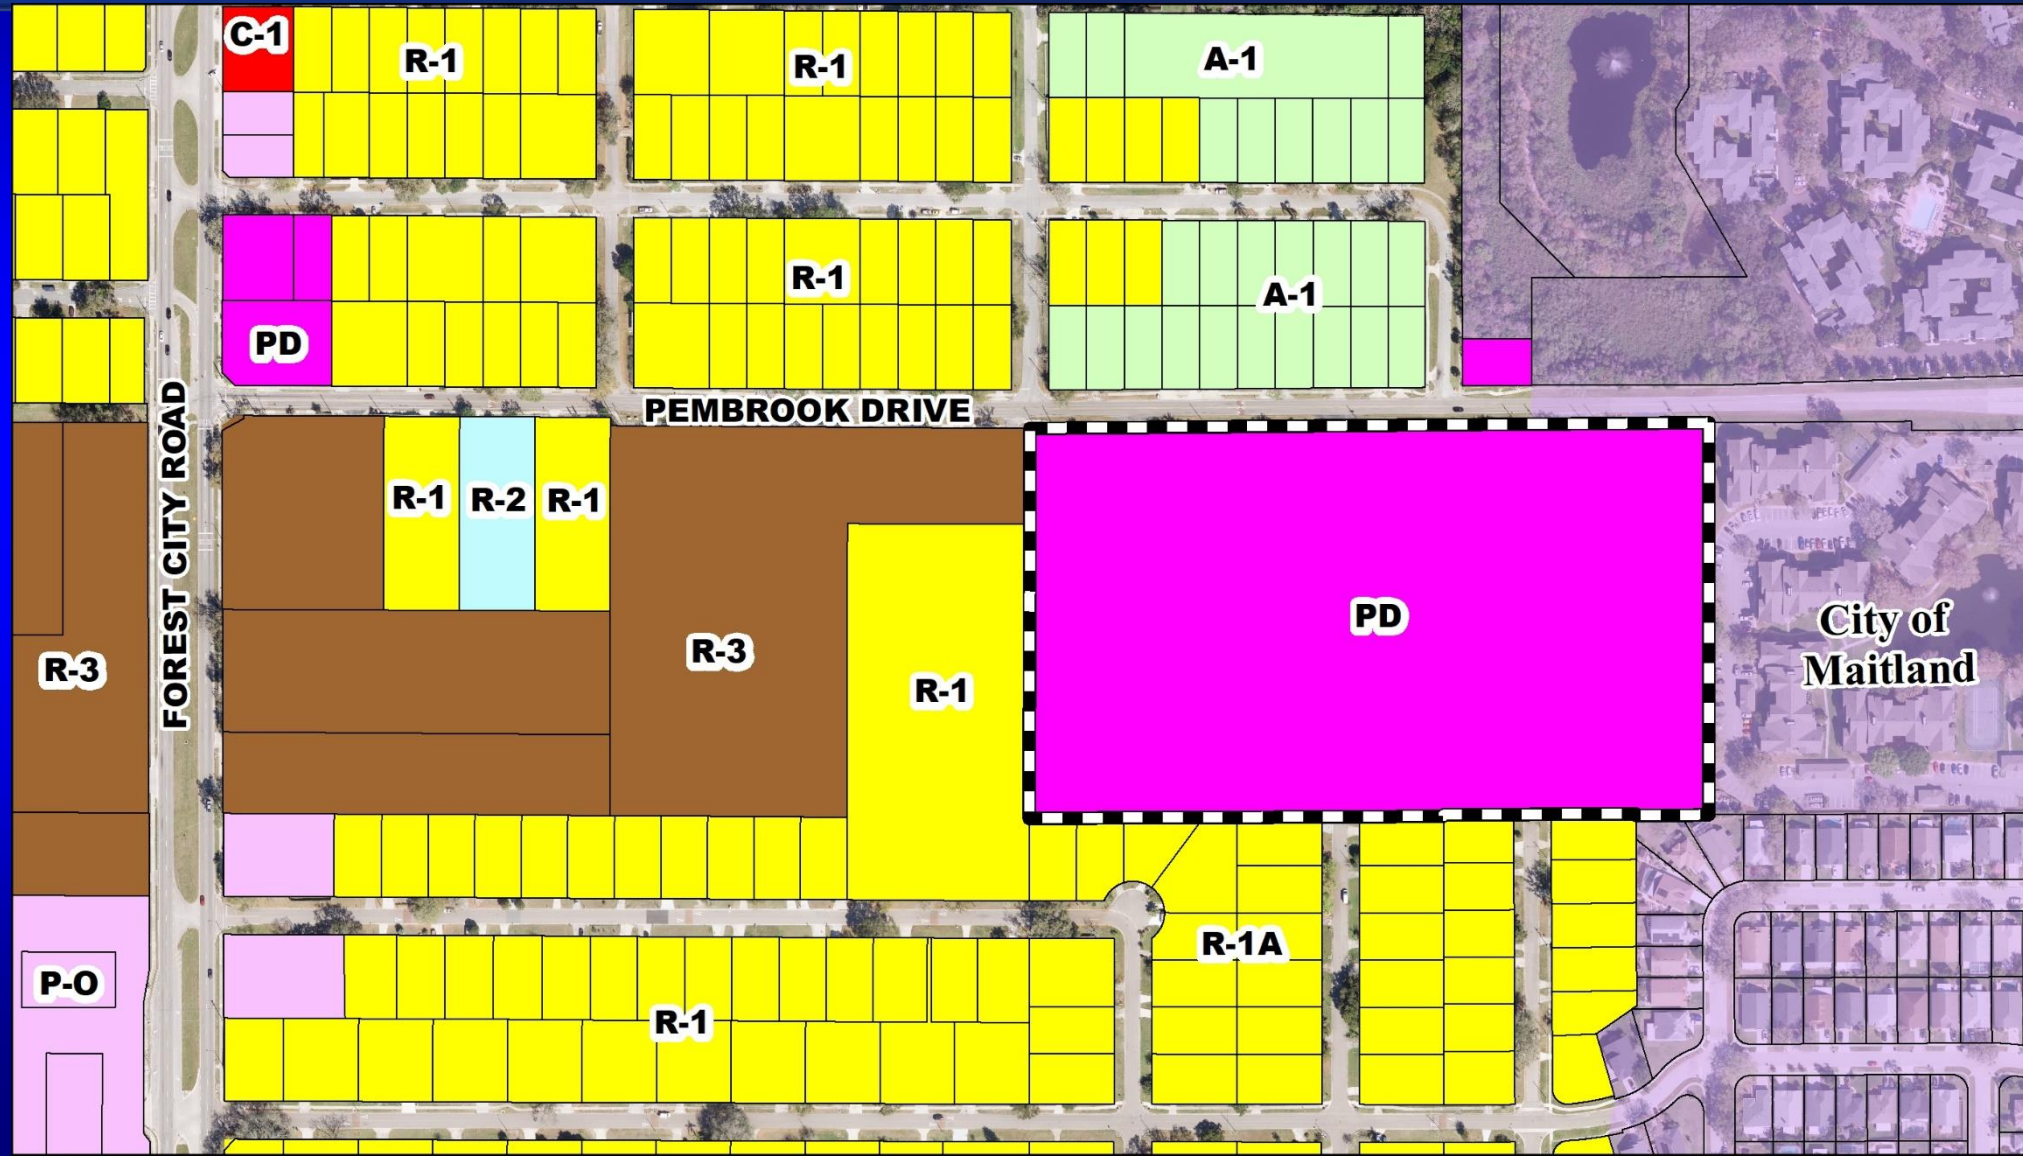 C-1
R-1
R-1
A-1
R-1
A-1
PD
PEMBROOK DRIVE
FOREST CITY ROAD
R-1
R-2
R-1
PD
City of
Maitland
R-3
R-3
R-1
R-1A
P-O
R-1